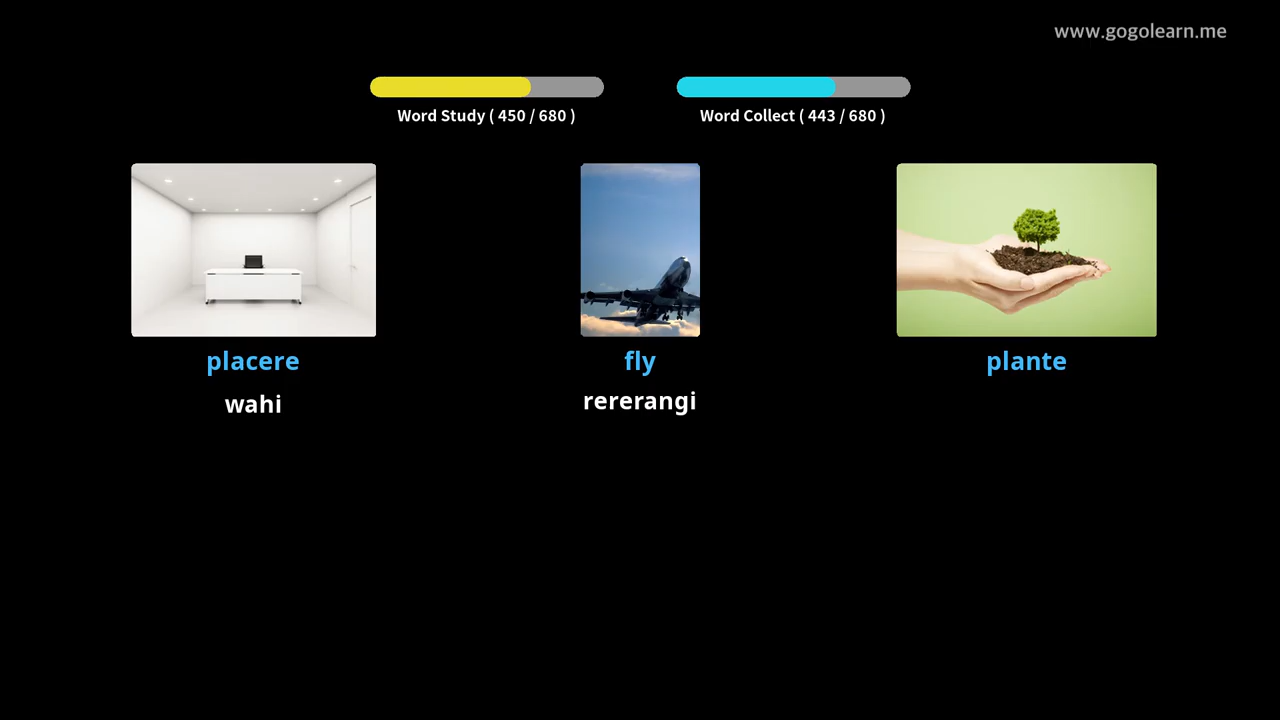 www.gogolearn.me
Word Study ( 450 / 680 )
Word Collect ( 443 / 680 )
placere
fly
plante
wahi
rererangi